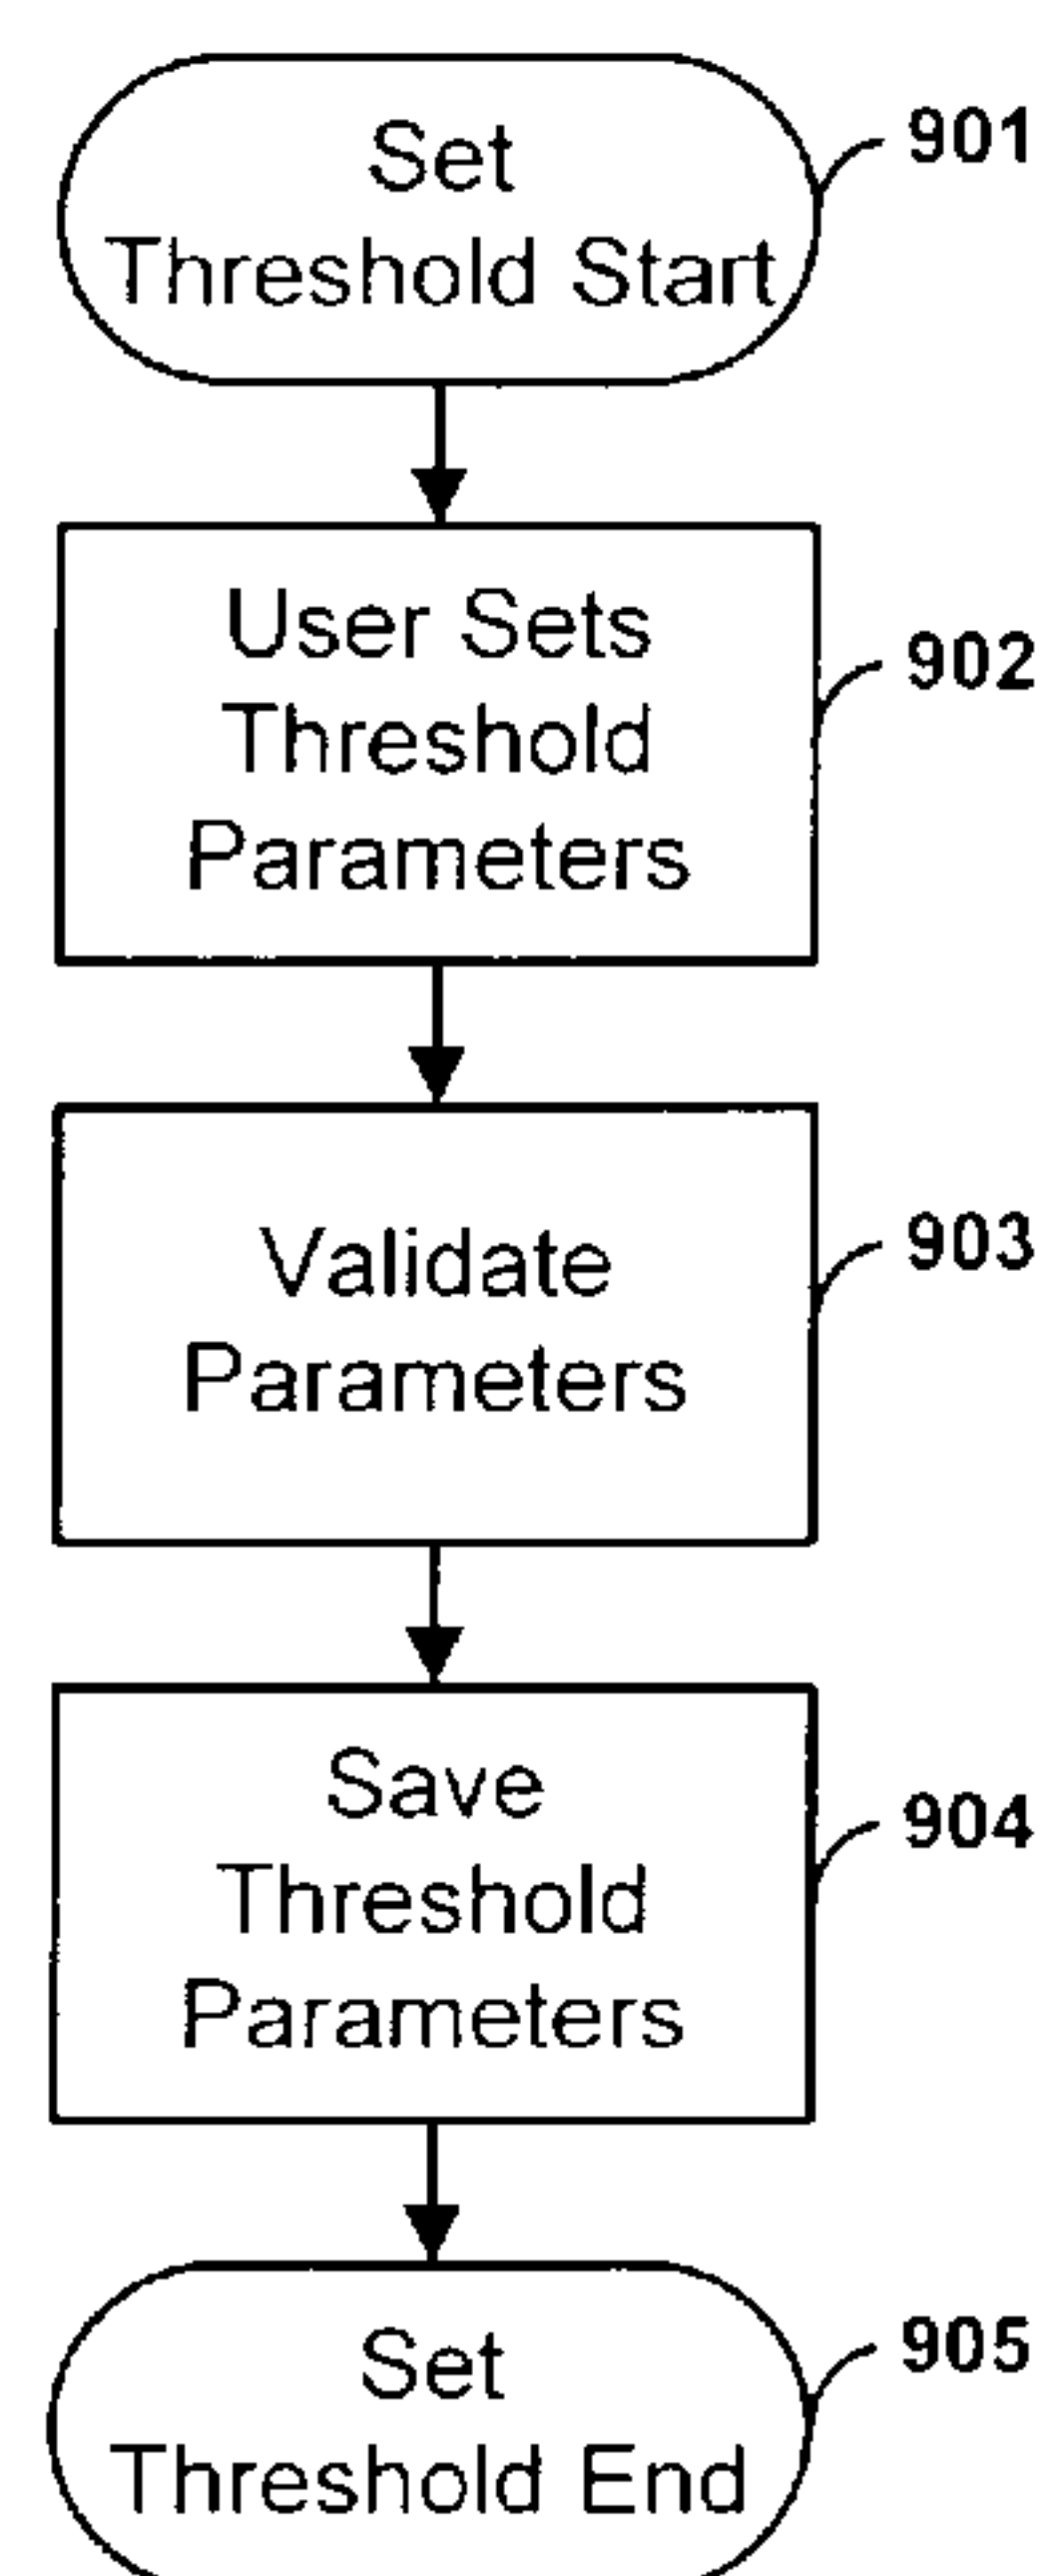 Set
Threshold Start
901
User Sets
Threshold
Parameters
902
Validate
Parameters
903
Save
Threshold
Parameters
904
Set
Threshold End
905